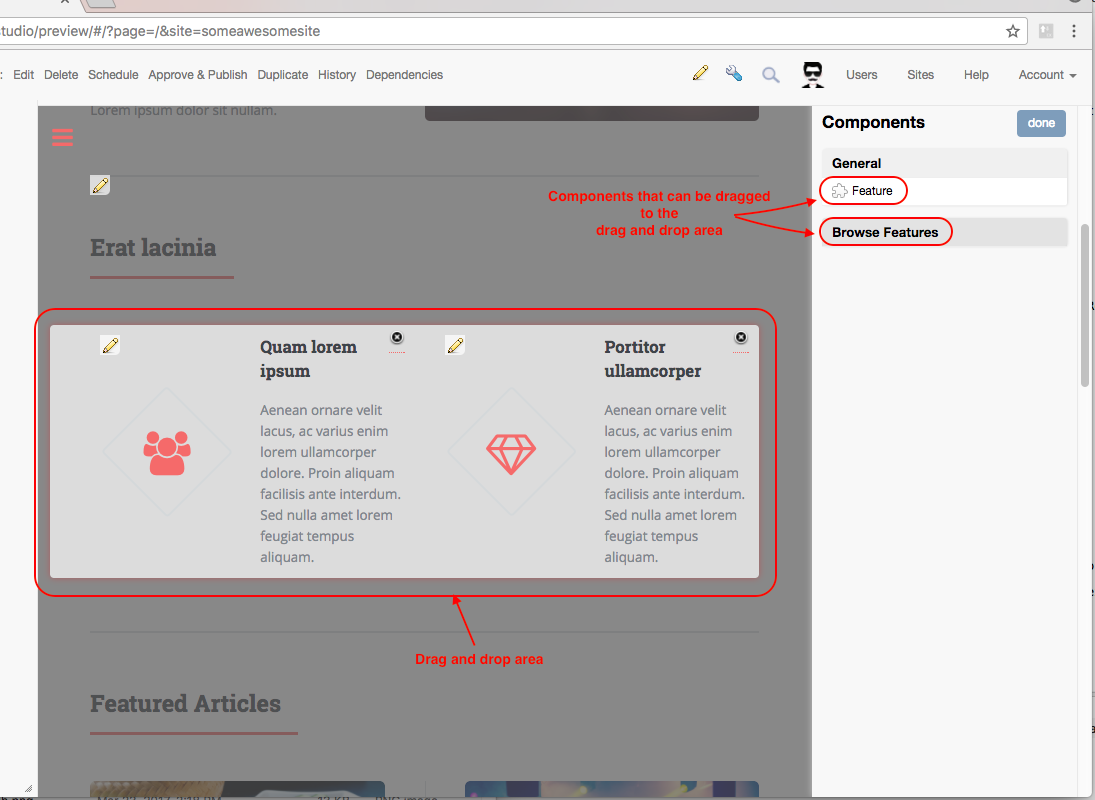 tudio/preview/#/?page=/&site=someawesomesite
: Edit Delete Schedule Approve & Publish Duplicate History Dependencies Users Sites Help Account
Lorem ipsum dolor sit nullam.
Components
done
General
Feature
Browse Features
Components that can be dragged
to the
drag and drop area
Erat lacinia
Quam lorem
ipsum
Aenean ornare velit
lacus, ac varius enim
lorem ullamcorper
dolore. Proin aliquam
facilisis ante interdum.
Sed nulla amet lorem
feugiat tempus
aliquam.
Portitor
ullamcorper
Aenean ornare velit
lacus, ac varius enim
lorem ullamcorper
dolore. Proin aliquam
facilisis ante interdum.
Sed nulla amet lorem
feugiat tempus
aliquam.
Drag and drop area
Featured Articles